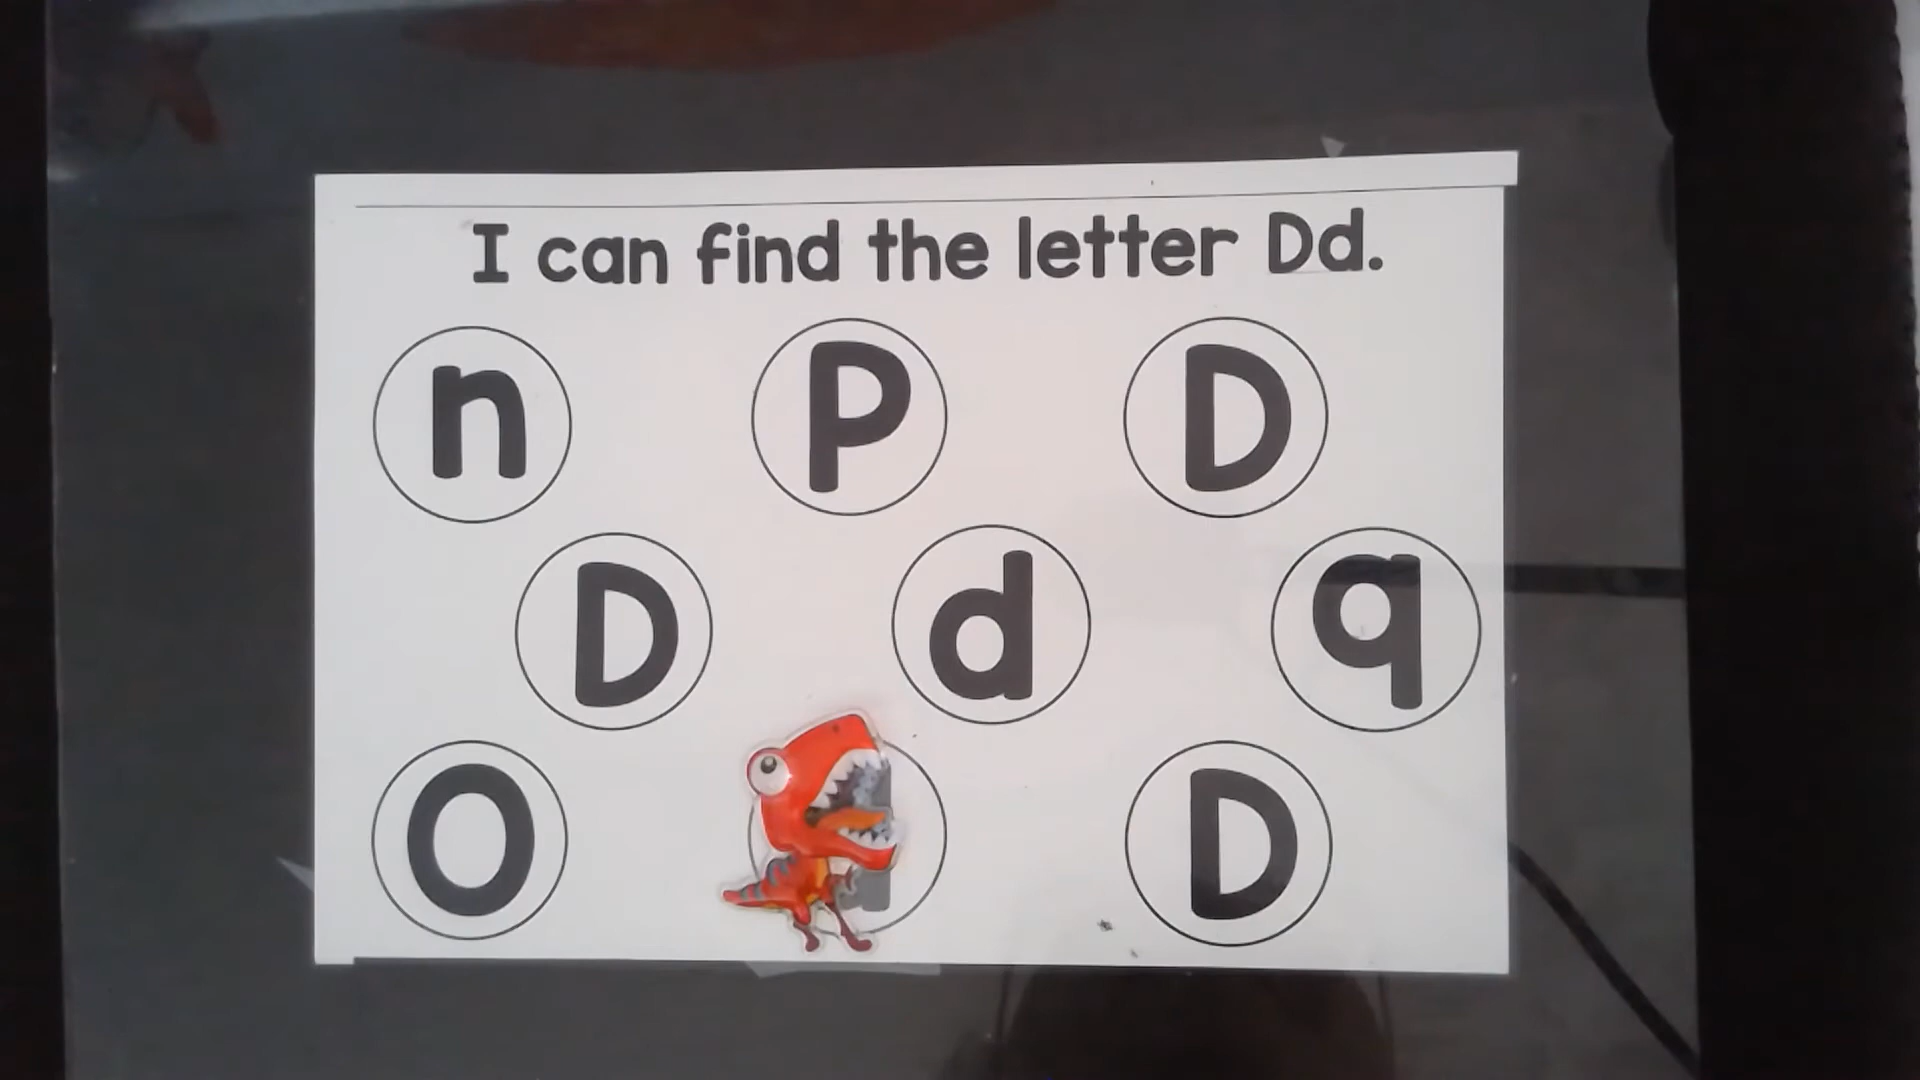 I can find the letter Dd.
n P D
D d q
O D